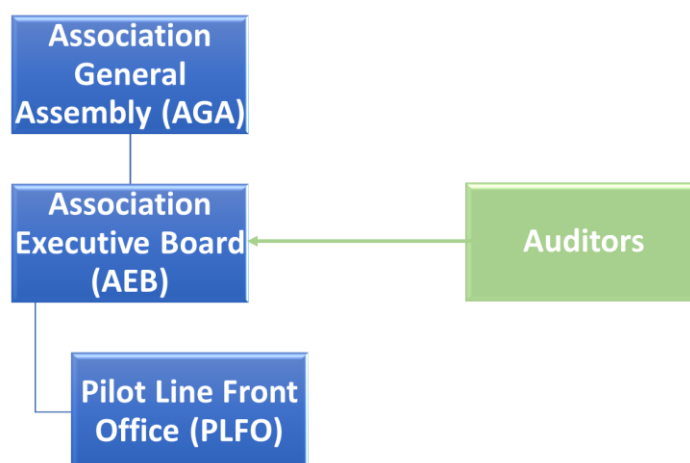 Association
General
Assembly (AGA)
Association
Executive Board
(AEB)
Auditors
Pilot Line Front
Office (PLFO)